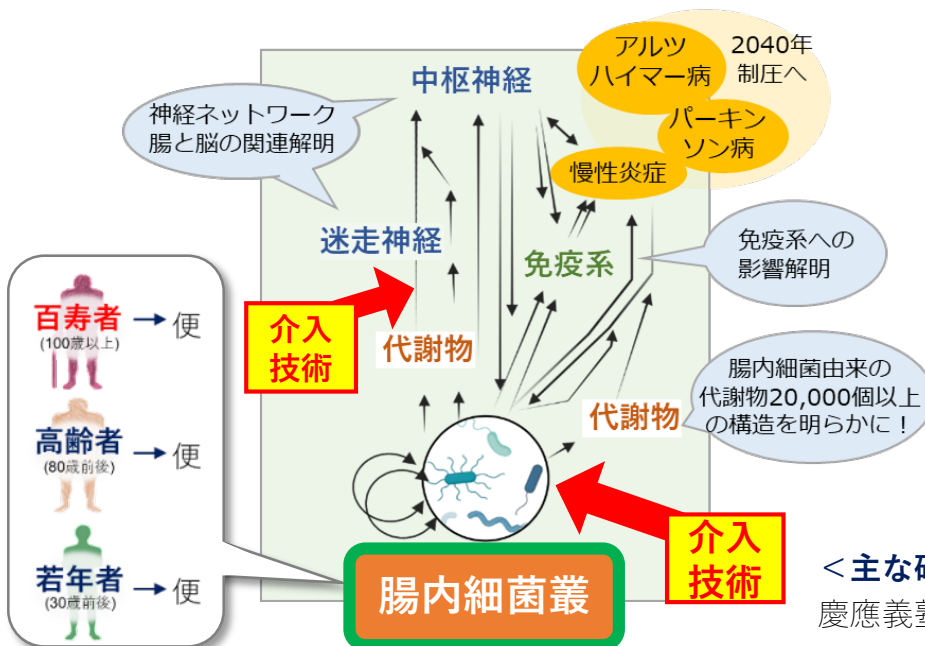 アルツ
ハイマー病
2040年
制圧へ
中枢神経
神経ネットワーク
腸と脳の関連解明
パーキン
ソン病
慢性炎症
迷走神経
免疫系
免疫系への
影響解明
百寿者
(100歳以上)
便
介入
技術
代謝物
腸内細菌由来の
代謝物20,000個以上
の構造を明らかに！
代謝物
高齢者
(80歳前後)
便
介入
技術
若年者
(30歳前後)
便
腸内細菌叢
＜主な
慶應義